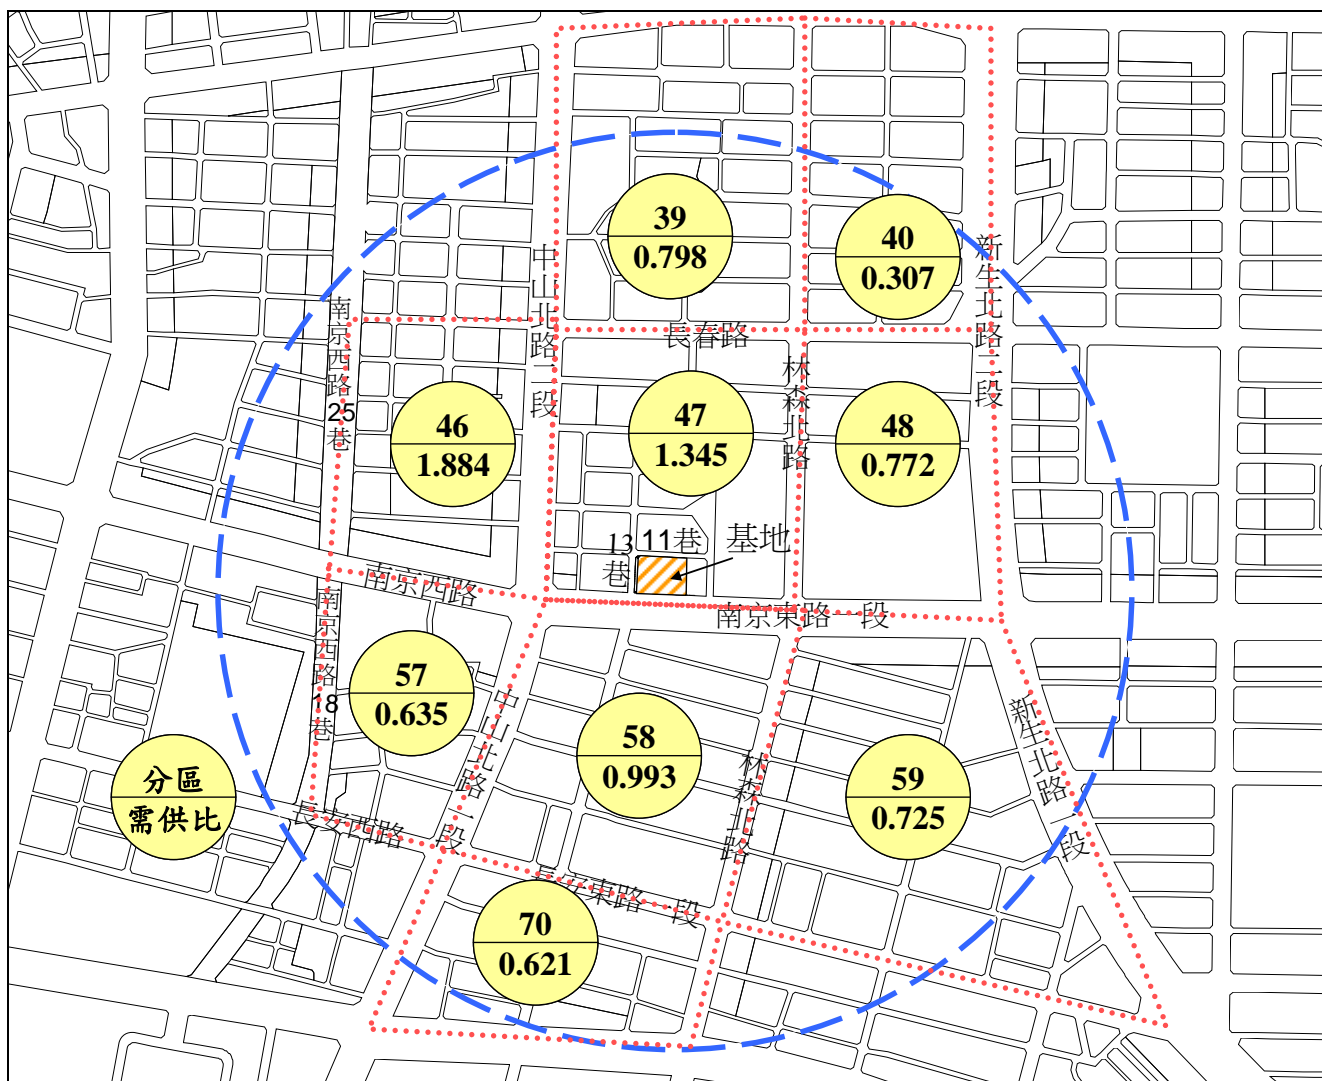 39
0.798
40
0.307
中山北路二段
新生北路二段
南京西路25巷
長春路
林森北路
46
1.884
47
1.345
48
0.772
13巷
11巷
基地
南京西路
南京東路一段
南京西路18巷
57
0.635
中山北路一段
58
0.993
林森北路
59
0.725
新生北路一段
分區
需供比
長安西路
長安東路一段
70
0.621